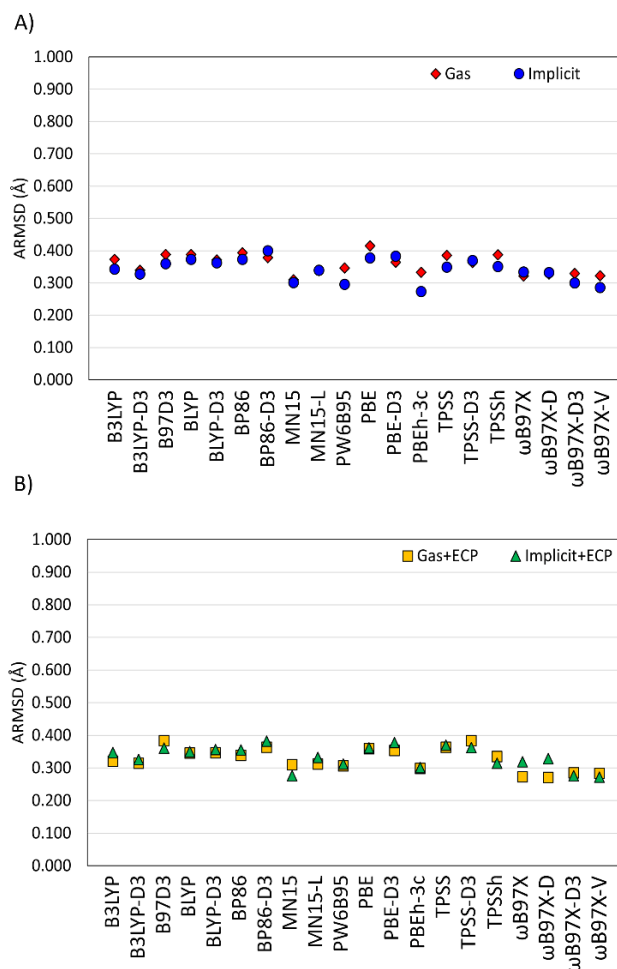 A)
Gas Implicit
1.000
0.900
0.800
0.700
0.600
0.500
0.400
0.300
0.200
0.100
0.000
ARMSD (Å)
B3LYP
B3LYP-D3
B97D3
BLYP
BLYP-D3
BP86
BP86-D3
MN15
MN15-L
PW6B95
PBE
PBE-D3
PBEh-3c
TPSS
TPSS-D3
TPSSh
ωB97X
ωB97X-D
ωB97X-D3
ωB97X-V
B)
Gas+ECP Implicit+ECP
1.000
0.900
0.800
0.700
0.600
0.500
0.400
0.300
0.200
0.100
0.000
ARMSD (Å)
B3LYP
B3LYP-D3
B97D3
BLYP
BLYP-D3
BP86
BP86-D3
MN15
MN15-L
PW6B95
PBE
PBE-D3
PBEh-3c
TPSS
TPSS-D3
TPSSh
ωB97X
ωB97X-D
ωB97X-D3
ωB97X-V